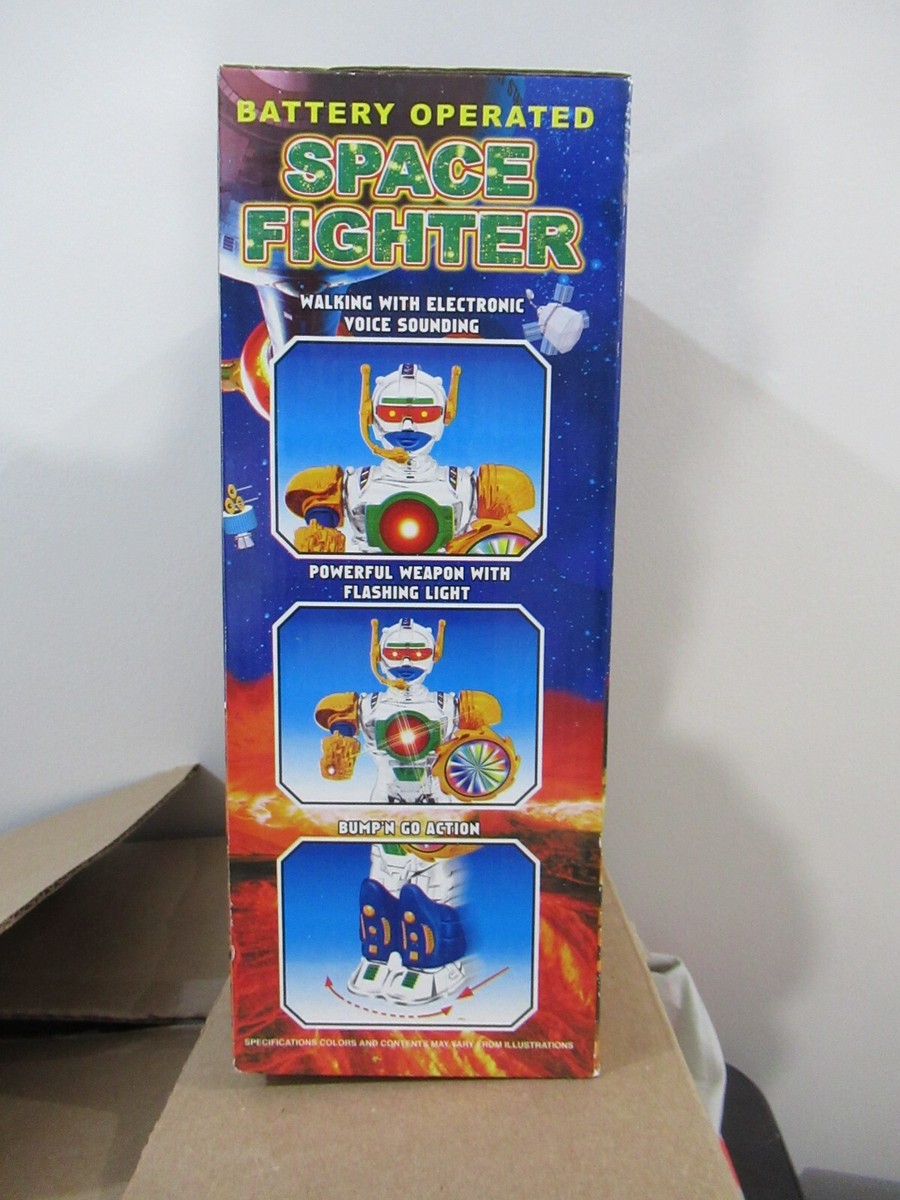 BATTERY OPERATED
SPACE
FIGHTER
WALKING WITH ELECTRONIC
VOICE SOUNDING
POWERFUL WEAPON WITH
FLASHING LIGHT
BUMP'N GO ACTION
SPECIFICATIONS COLORS AND CONTENTS MAY VARY FROM ILLUSTRATIONS